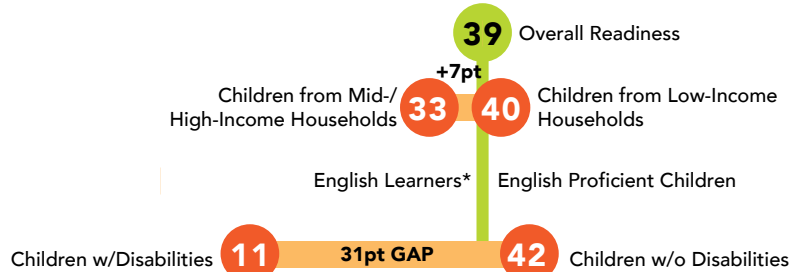 39 Overall Readiness
+7pt
Children from Mid-/
High-Income Households
33
40
Children from Low-Income
Households
English Learners*
English Proficient Children
Children w/Disabilities
11
31pt GAP
42
Children w/o Disabilities